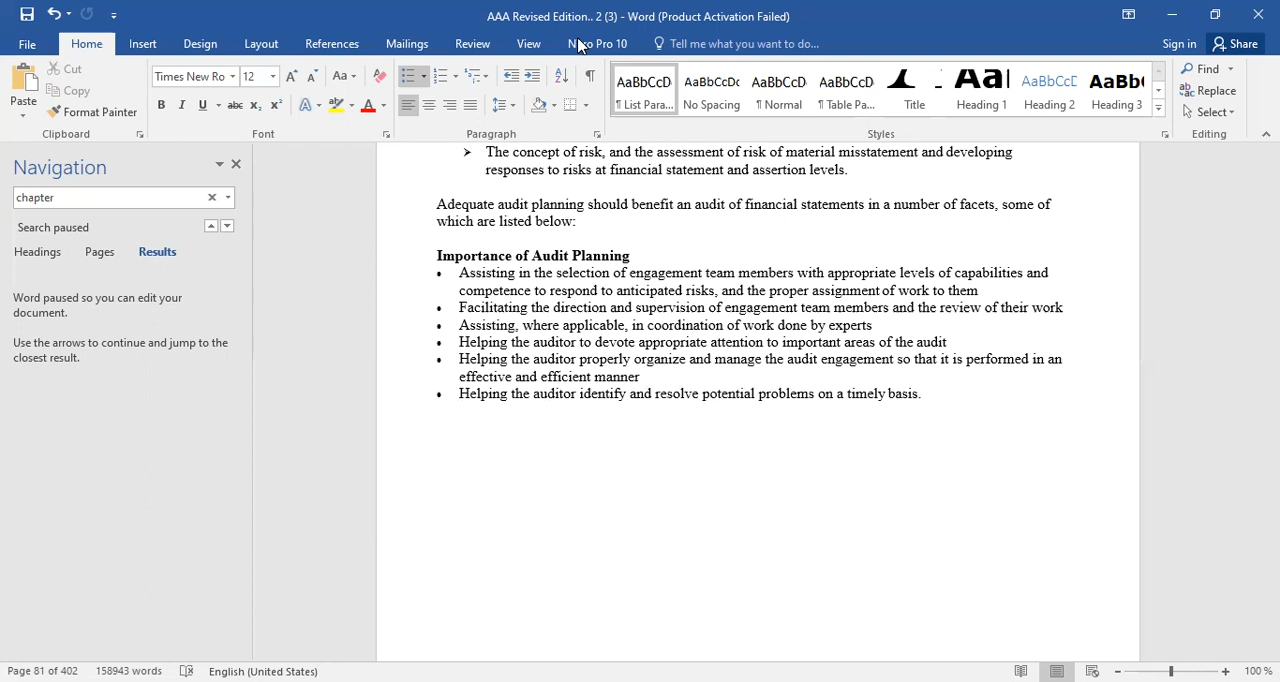 AAA Revised Edition.. 2 (3) - Word (Product Activation Failed)
File Home Insert Design Layout References Mailings Review View Pro 10 Tell me what you want to do... Sign in Share
Paste Cut Copy Format Painter
Times New Ro 12 Aa
B I U abc x₂ x² A A
AaBbCcD AaBbCcDc AaBbCcD AaBbCcD Aa AaBbCcE AaBb
¶ List Para... No Spacing ¶ Normal ¶ Table Pa... Title Heading 1 Heading 2 Heading 3
Find Replace Select
Clipboard Font Paragraph Styles Editing
Navigation
chapter
Search paused
Headings Pages Results
Word paused so you can edit your
document.
Use the arrows to continue and jump to the
closest result.
➤ The concept of risk, and the assessment of risk of material misstatement and developing
responses to risks at financial statement and assertion levels.
Adequate audit planning should benefit an audit of financial statements in a number of facets, some of
which are listed below:
Importance of Audit Planning
• Assisting in the selection of engagement team members with appropriate levels of capabilities and
competence to respond to anticipated risks, and the proper assignment of work to them
• Facilitating the direction and supervision of engagement team members and the review of their work
• Assisting, where applicable, in coordination of work done by experts
• Helping the auditor to devote appropriate attention to important areas of the audit
• Helping the auditor properly organize and manage the audit engagement so that it is performed in an
effective and efficient manner
• Helping the auditor identify and resolve potential problems on a timely basis.
Page 81 of 402 158943 words English (United States) 100 %